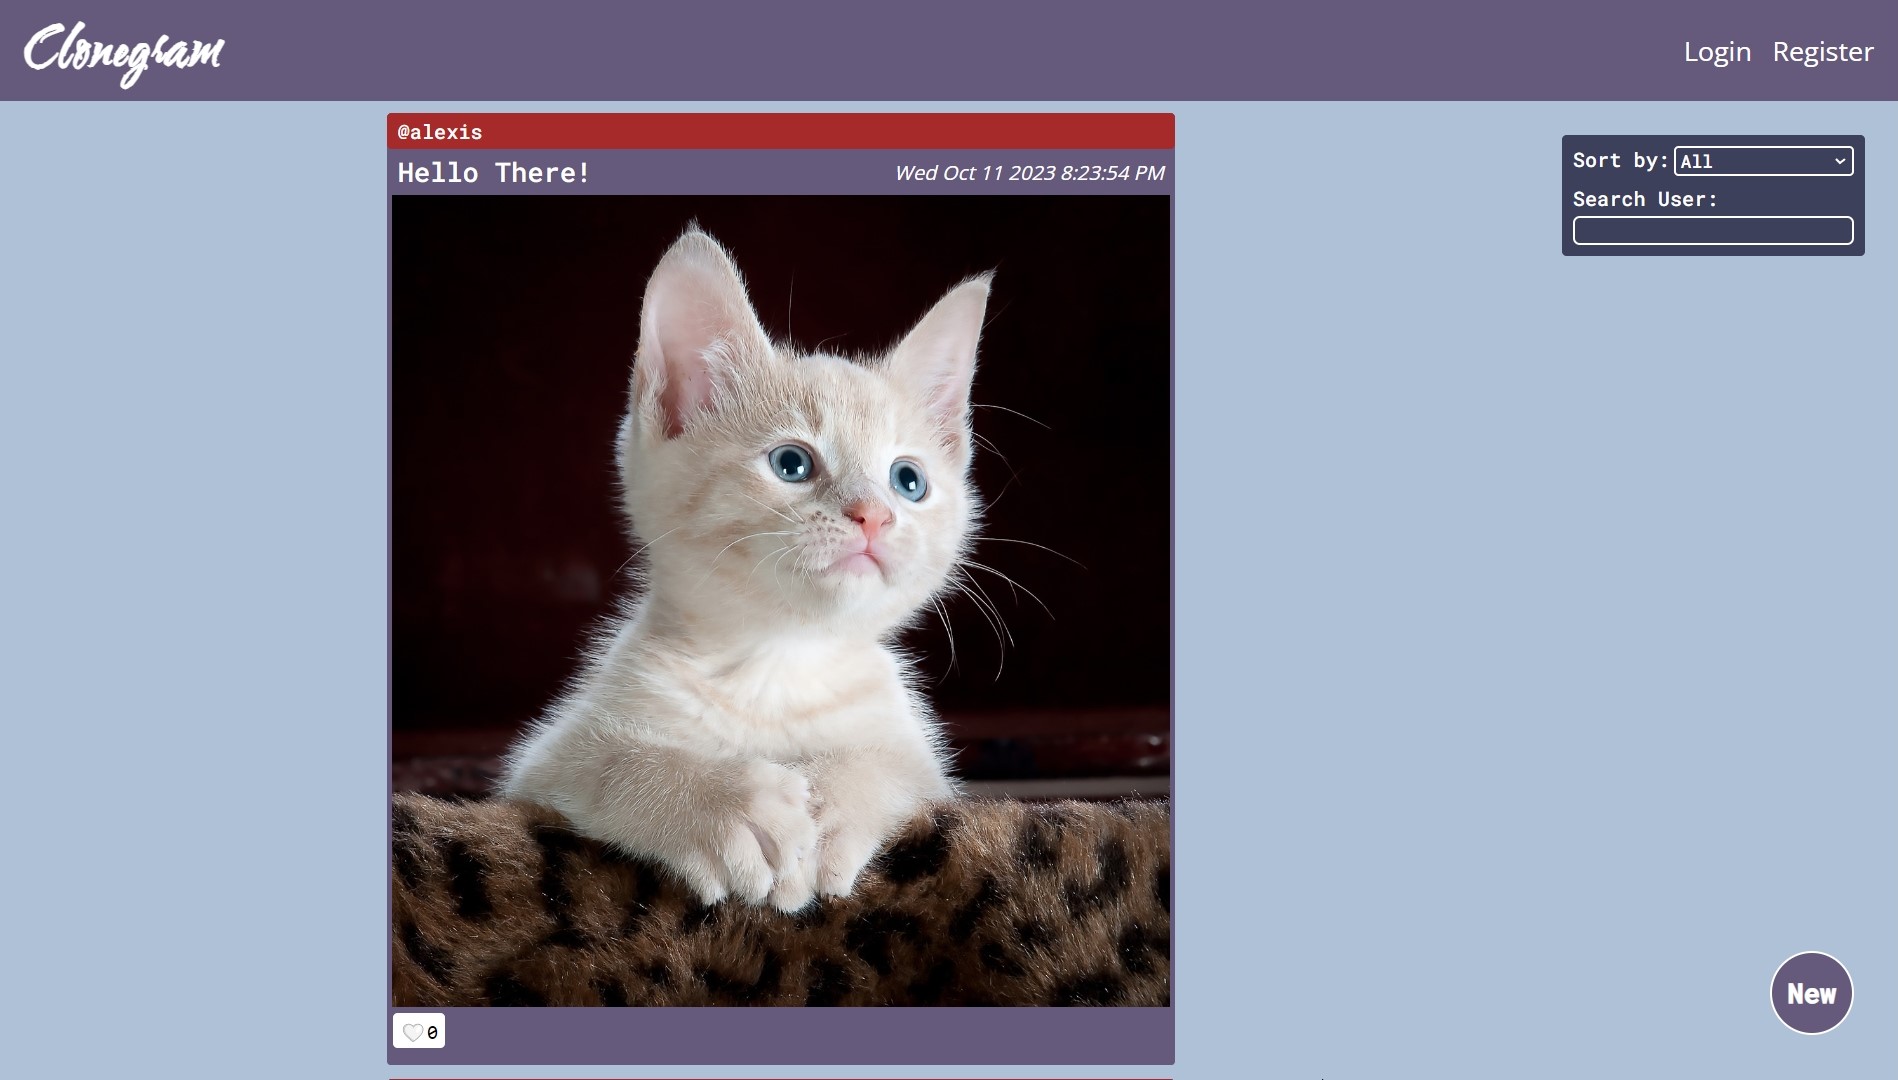 Clonegram
Login Register
@alexis
Hello There!
Wed Oct 11 2023 8:23:54 PM
Sort by: All
Search User:
0
New